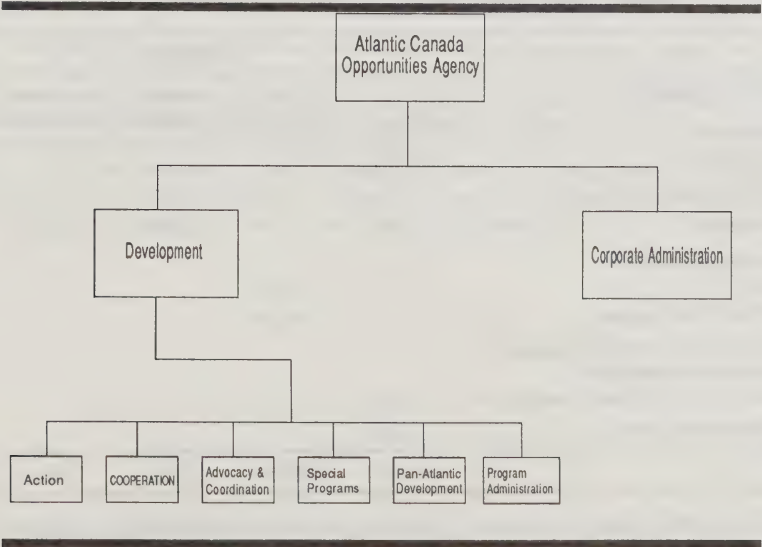 Atlantic Canada
Opportunities Agency
Development
Corporate Administration
Action
COOPERATION
Advocacy &
Coordination
Special
Programs
Pan-Atlantic
Development
Program
Administration